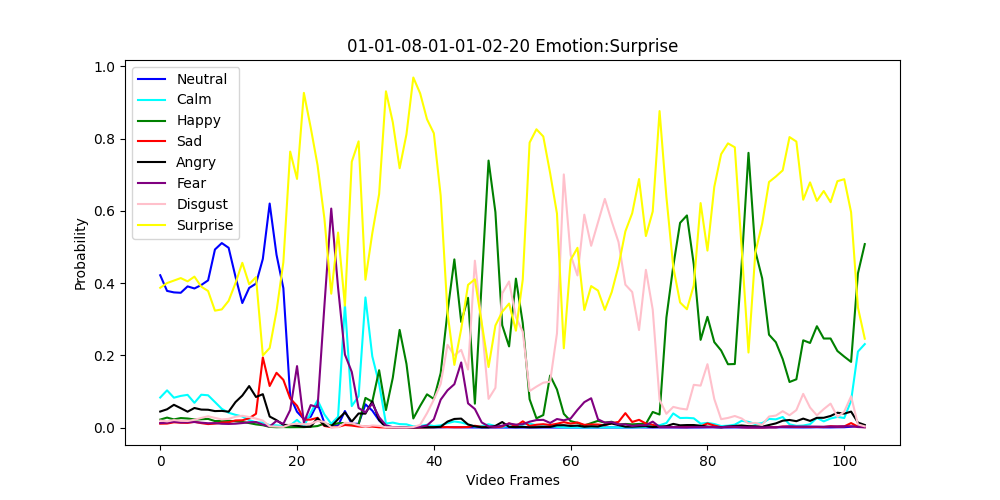 01-01-08-01-01-02-20 Emotion:Surprise
1.0
0.8
0.6
0.4
0.2
0.0
Probability
Neutral
Calm
Happy
Sad
Angry
Fear
Disgust
Surprise
0 20 40 60 80 100
Video Frames